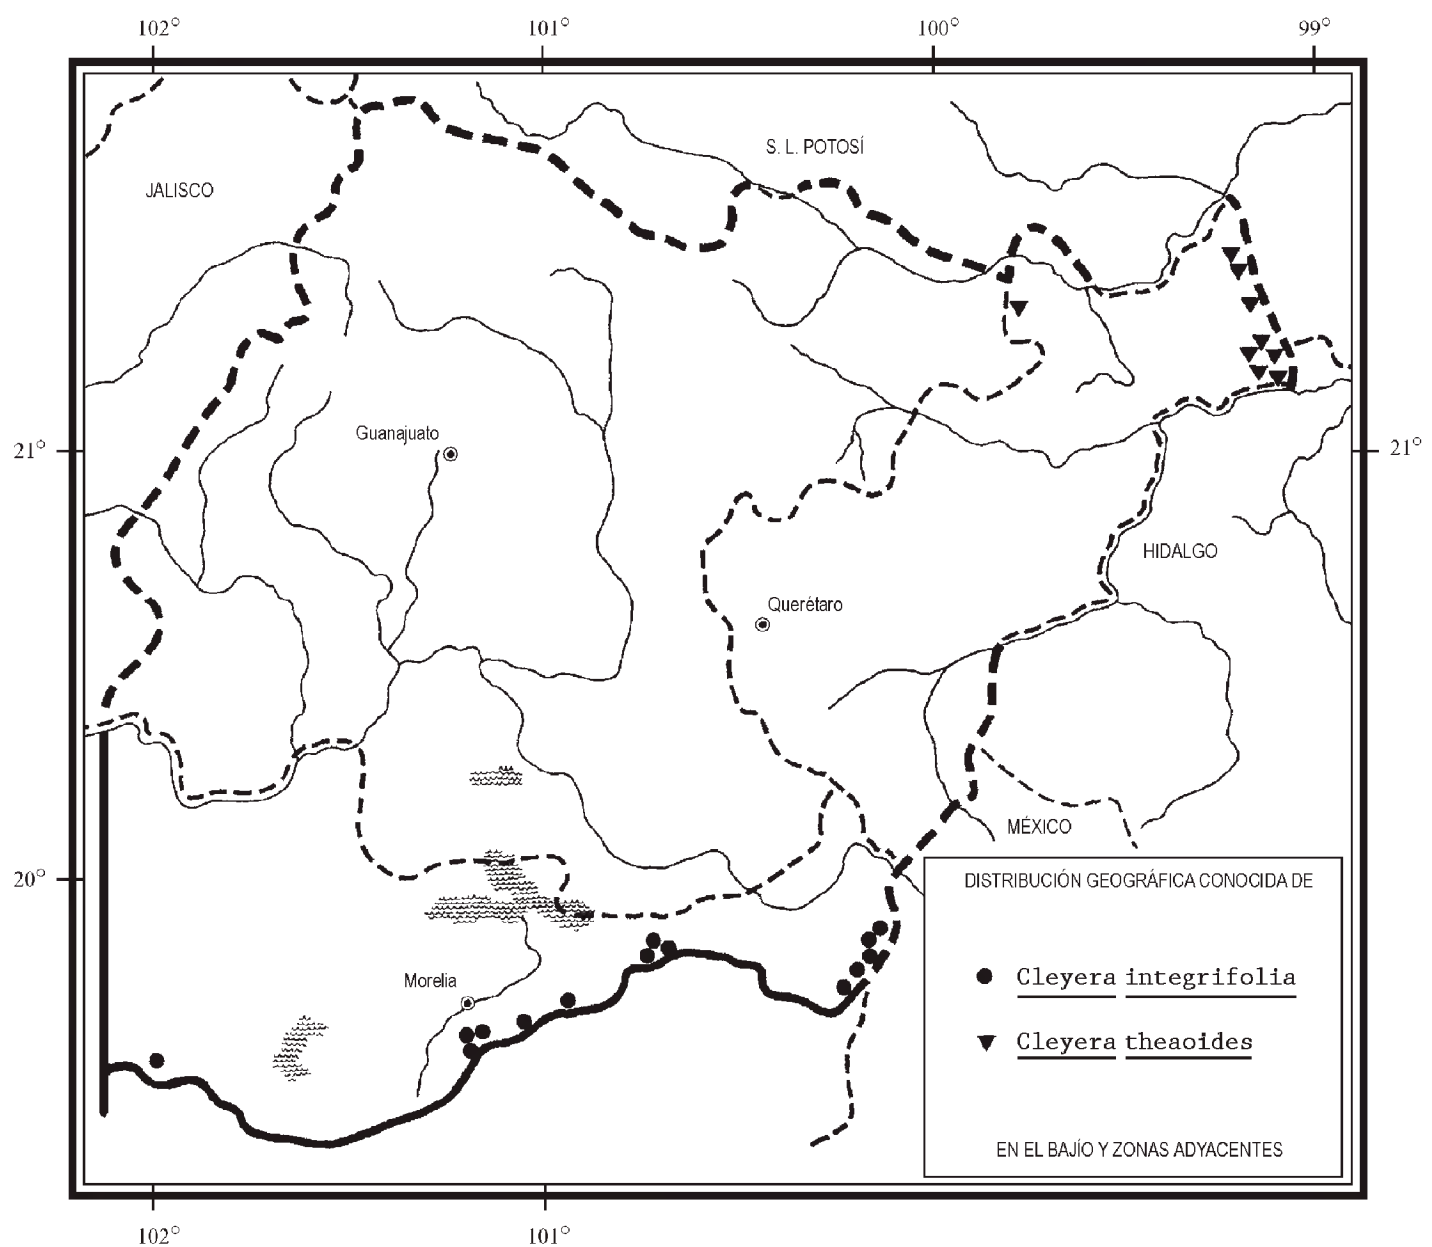 102° 101° 100° 99°
S. L. POTOSÍ
JALISCO
Guanajuato
21° 21°
HIDALGO
Querétaro
MÉXICO
20°
DISTRIBUCIÓN GEOGRÁFICA CONOCIDA DE
Cleyera integrifolia
Morelia
Cleyera theaoides
EN EL BAJÍO Y ZONAS ADYACENTES
102° 101°